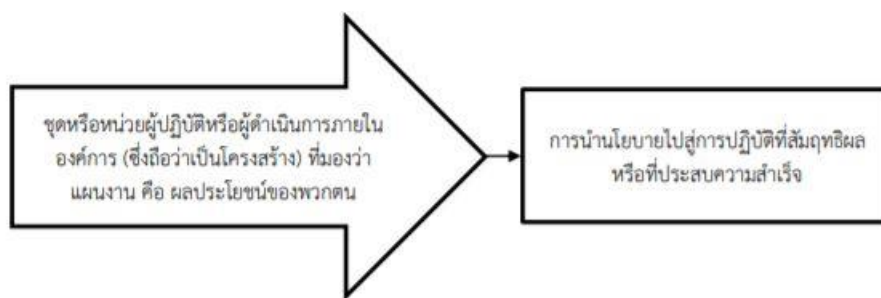 ชุดหรือหน่วยผู้ปฏิบัติหรือผู้ดำเนินการภายใน
องค์การ (ซึ่งถือว่าเป็นโครงสร้าง) ที่มองว่า
แผนงาน คือ ผลประโยชน์ของพวกตน
การนำนโยบายไปสู่การปฏิบัติที่สัมฤทธิผล
หรือที่ประสบความสำเร็จ